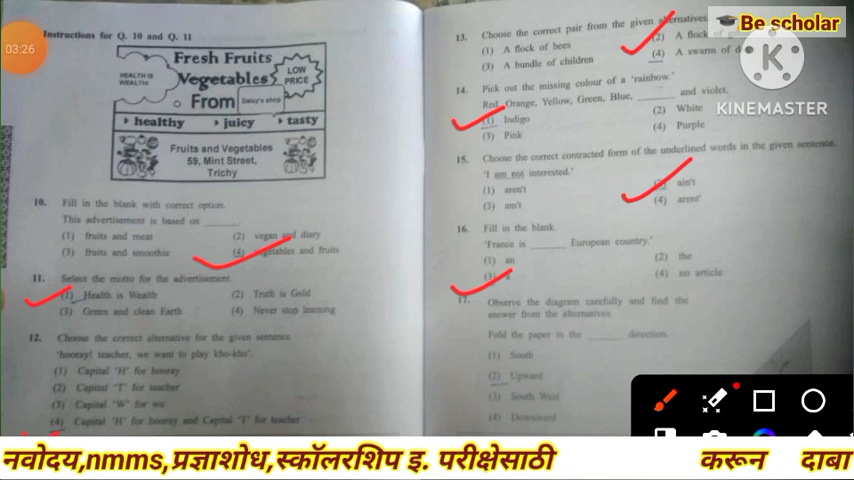 03:26
Be scholar
KINEMASTER
Instructions for Q. 10 and Q. 11
Fresh Fruits
Vegetables
From
HEALTH IS
WEALTH!
LOW
PRICE
Daisy's shop
healthy juicy tasty
Fruits and Vegetables
59, Mint Street,
Trichy
10. Fill in the blank with correct option.
This advertisement is based on ______.
(1) fruits and meat (2) vegan and diary
(3) fruits and smoothie (4) vegetables and fruits
11. Select the motto for the advertisement.
(1) Health is Wealth (2) Truth is Gold
(3) Green and clean Earth (4) Never stop learning
12. Choose the correct alternative for the given sentence.
'hooray! teacher, we want to play kho-kho'.
(1) Capital 'H' for hooray
(2) Capital 'T' for teacher
(3) Capital 'W' for we
(4) Capital 'H' for hooray and Capital 'T' for teacher
13. Choose the correct pair from the given alternatives.
(1) A flock of bees (2) A flock of
(3) A bundle of children (4) A swarm of
14. Pick out the missing colour of a 'rainbow.'
Red, Orange, Yellow, Green, Blue, ______ and violet.
(1) Indigo (2) White
(3) Pink (4) Purple
15. Choose the correct contracted form of the underlined words in the given sentence.
'I am not interested.'
(1) aren't ain't
(3) am't (4) arent'
16. Fill in the blank.
'France is ______ European country.'
(1) an (2) the
(3) a (4) no article
17. Observe the diagram carefully and find the
answer from the alternatives.
Fold the paper in the ______ direction.
(1) South
(2) Upward
(3) South West
(4) Downward
नवोदय,nmms,प्रज्ञाशोध,स्कॉलरशिप इ. परीक्षेसाठी करून दाबा